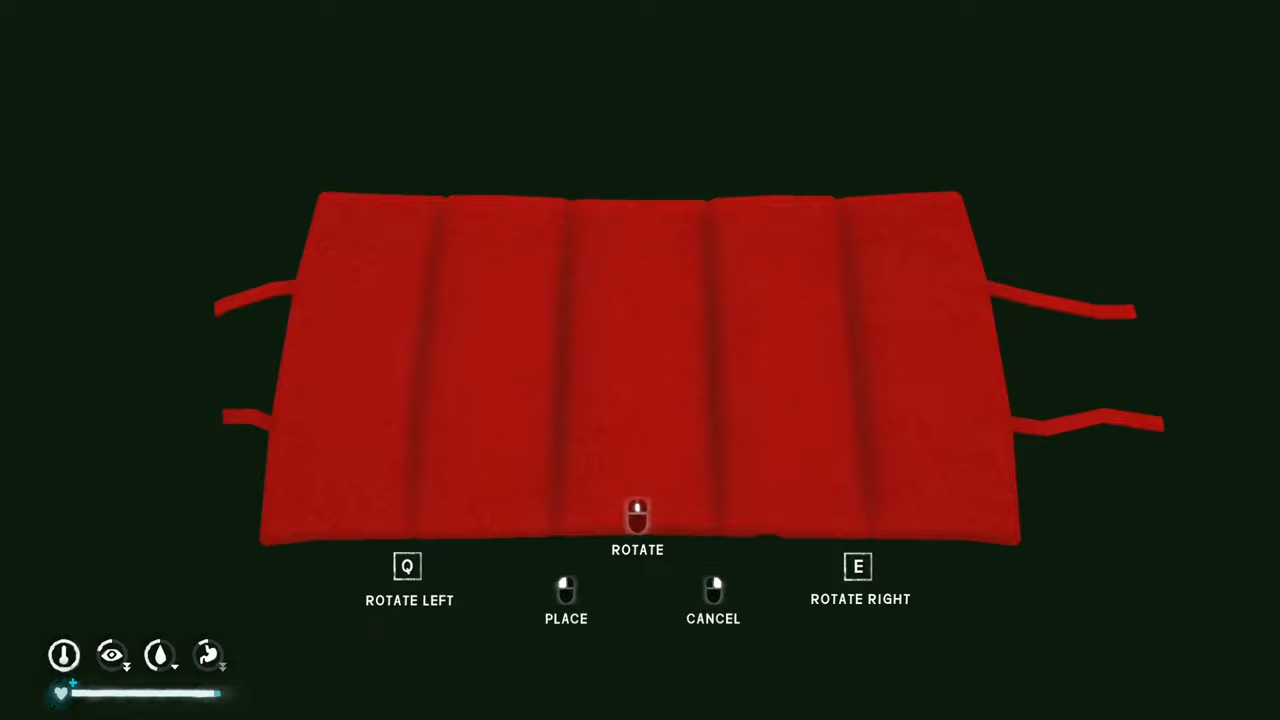 ROTATE
Q
E
ROTATE LEFT
ROTATE RIGHT
PLACE
CANCEL